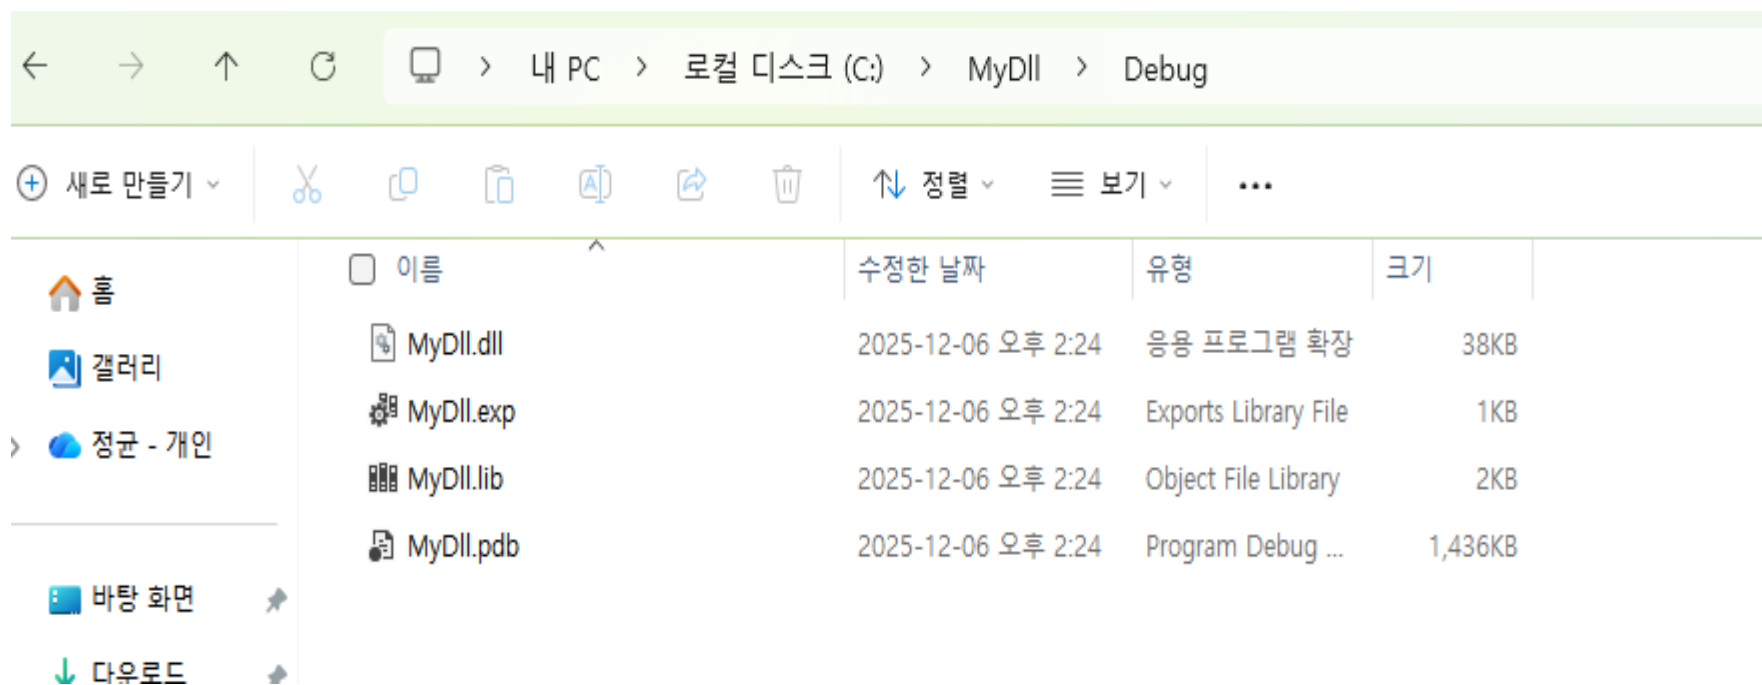 내 PC 로컬 디스크 (C:) MyDll Debug
새로 만들기 정렬 보기 ...
이름 수정한 날짜 유형 크기
홈
갤러리
정균 - 개인
바탕 화면
다운로드
MyDll.dll 2025-12-06 오후 2:24 응용 프로그램 확장 38KB
MyDll.exp 2025-12-06 오후 2:24 Exports Library File 1KB
MyDll.lib 2025-12-06 오후 2:24 Object File Library 2KB
MyDll.pdb 2025-12-06 오후 2:24 Program Debug ... 1,436KB